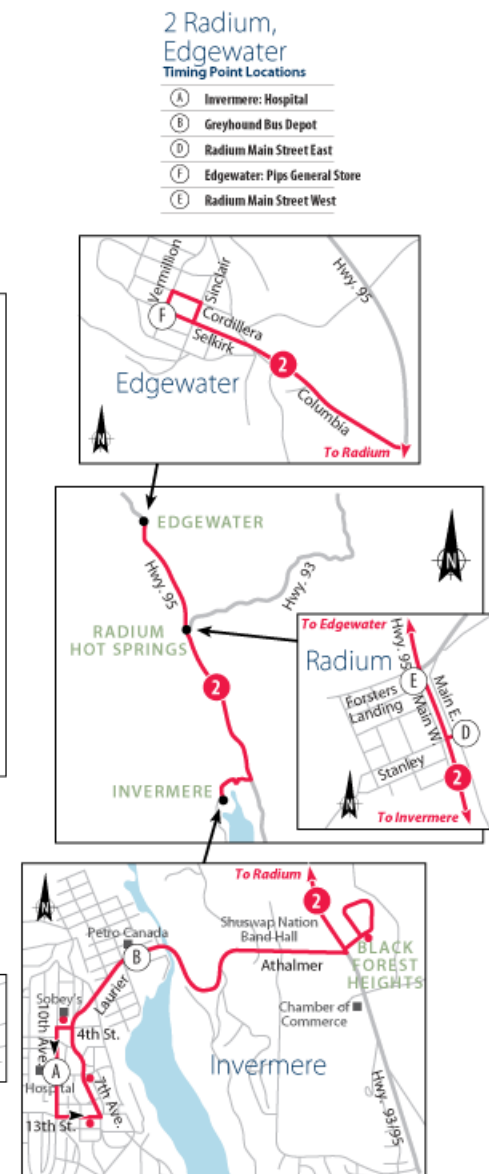 2 Radium,
Edgewater
Timing Point Locations
A Invermere: Hospital
B Greyhound Bus Depot
D Radium Main Street East
F Edgewater: Pips General Store
E Radium Main Street West
Vermillion
Sinclair
Hwy. 95
F
Cordillera
Selkirk
2
Edgewater
Columbia
To Radium
N
EDGEWATER
N
Hwy. 95
Hwy. 93
RADIUM
HOT SPRINGS
2
INVERMERE
To Edgewater
Hwy. 95
Radium
E
Forsters
Landing
Main E.
Main W.
D
Stanley
2
N
To Invermere
To Radium
N
2
Petro Canada
Shuswap Nation
Band Hall
B
BLACK
FOREST
HEIGHTS
Athalmer
Laurier
Sobey's
10th Ave.
4th St.
Chamber of
Commerce
A
Hospital
7th Ave.
Invermere
13th St.
Hwy. 93/95